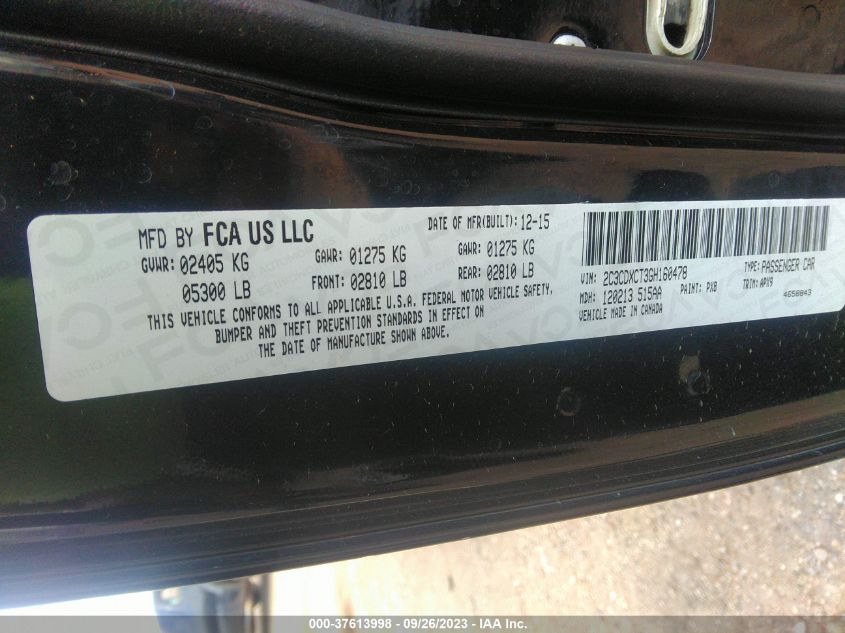 MFD BY FCA US LLC
DATE OF MFR(BUILT): 12-15
GVWR: 02405 KG
05300 LB
GAWR: 01275 KG
FRONT: 02810 LB
GAWR: 01275 KG
REAR: 02810 LB
THIS VEHICLE CONFORMS TO ALL APPLICABLE U.S.A. FEDERAL MOTOR VEHICLE SAFETY,
BUMPER AND THEFT PREVENTION STANDARDS IN EFFECT ON
THE DATE OF MANUFACTURE SHOWN ABOVE.
VIN: 2C3CDXCT3GH160478
TYPE: PASSENGER CAR
MDH: 120213 515AA
PAINT: PX8
TRIM: APX9
VEHICLE MADE IN CANADA
4658843
000-37613998 - 09/26/2023 - IAA Inc.